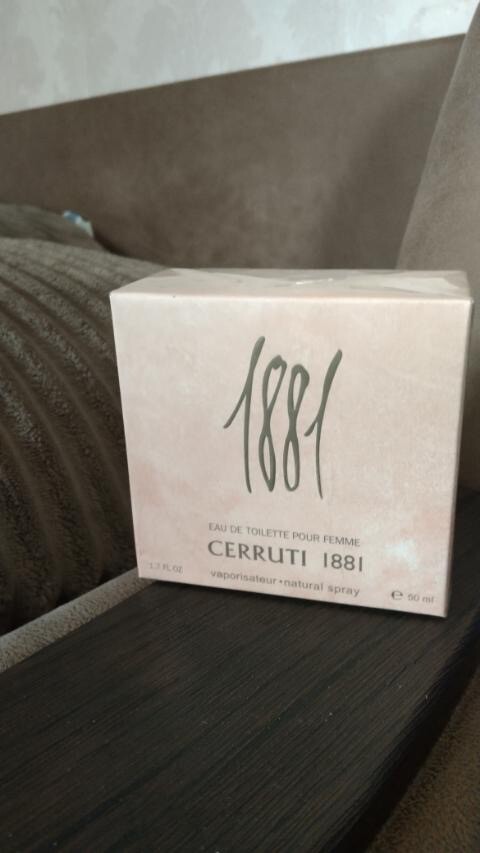 1881
EAU DE TOILETTE POUR FEMME
CERRUTI 1881
1.7 FL OZ
vaporisateur•natural spray
e 50 ml